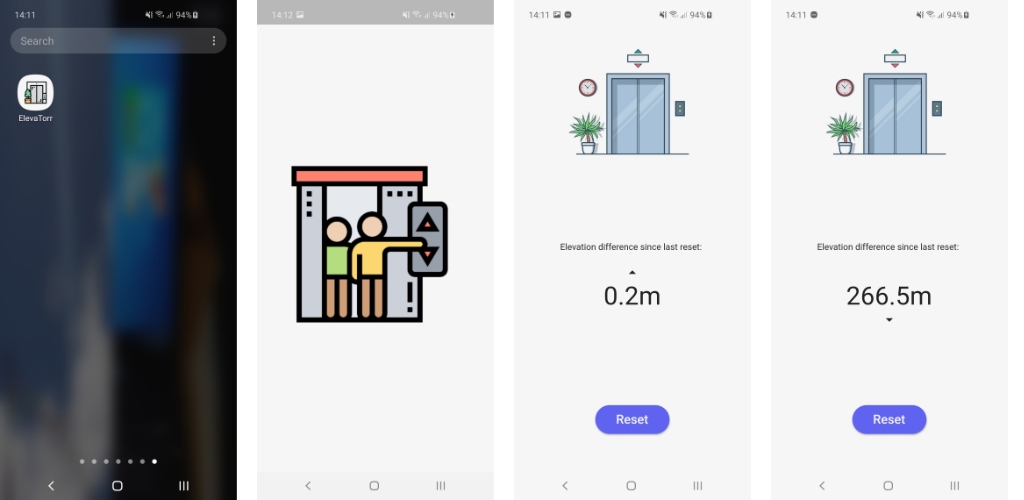 14:11
94%
Search
ElevaTorr
14:12
94%
14:11
94%
Elevation difference since last reset:
0.2m
Reset
14:11
94%
Elevation difference since last reset:
266.5m
Reset